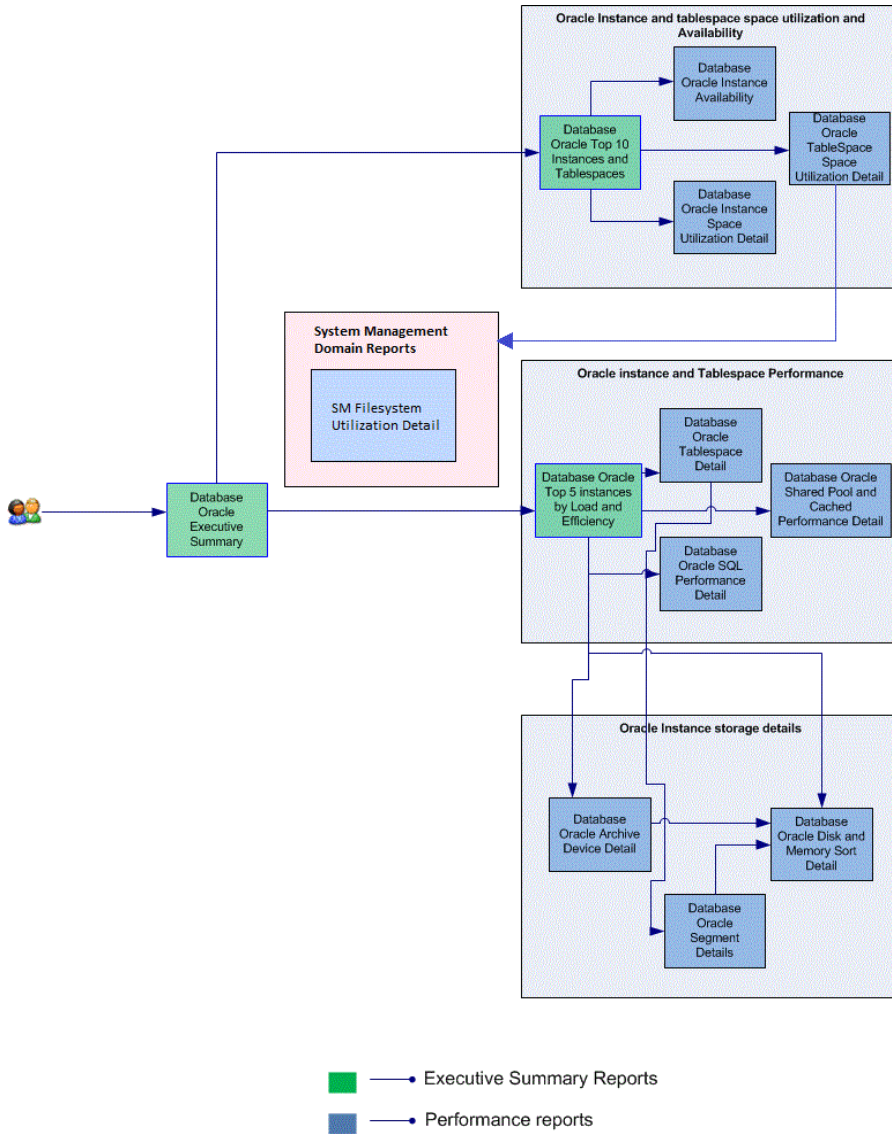 Oracle Instance and tablespace space utilization and
Availability
Database
Oracle Instance
Availability
Database
Oracle Top 10
Instances and
Tablespaces
Database
Oracle
TableSpace
Space
Utilization Detail
Database
Oracle Instance
Space
Utilization Detail
System Management
Domain Reports
SM Filesystem
Utilization Detail
Oracle instance and Tablespace Performance
Database
Oracle
Tablespace
Detail
Database Oracle
Top 5 instances
by Load and
Efficiency
Database Oracle
Shared Pool and
Cached
Performance Detail
Database
Oracle
Executive
Summary
Database
Oracle SQL
Performance
Detail
Oracle Instance storage details
Database
Oracle Archive
Device Detail
Database
Oracle Disk and
Memory Sort
Detail
Database
Oracle
Segment
Details
Executive Summary Reports
Performance reports